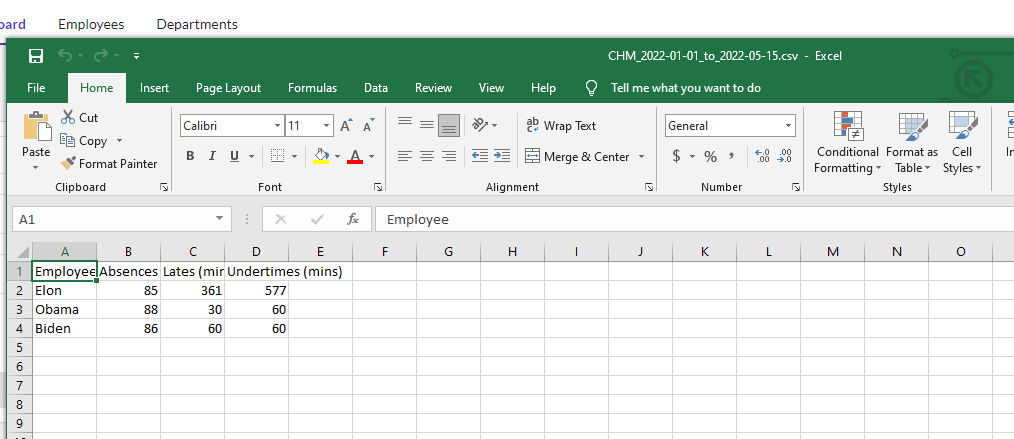 oard Employees Departments
CHM_2022-01-01_to_2022-05-15.csv - Excel
File Home Insert Page Layout Formulas Data Review View Help Tell me what you want to do
Cut
Copy
Format Painter
Paste
Clipboard
Calibri 11
B I U A
Font
ab Wrap Text
Merge & Center
Alignment
General
$ % , .00 .00
Number
Conditional Formatting
Format as Table
Cell Styles
Styles
In
A1 fx Employee
A B C D E F G H I J K L M N O
1 Employee Absences Lates (mir Undertimes (mins)
2 Elon 85 361 577
3 Obama 88 30 60
4 Biden 86 60 60
5
6
7
8
9